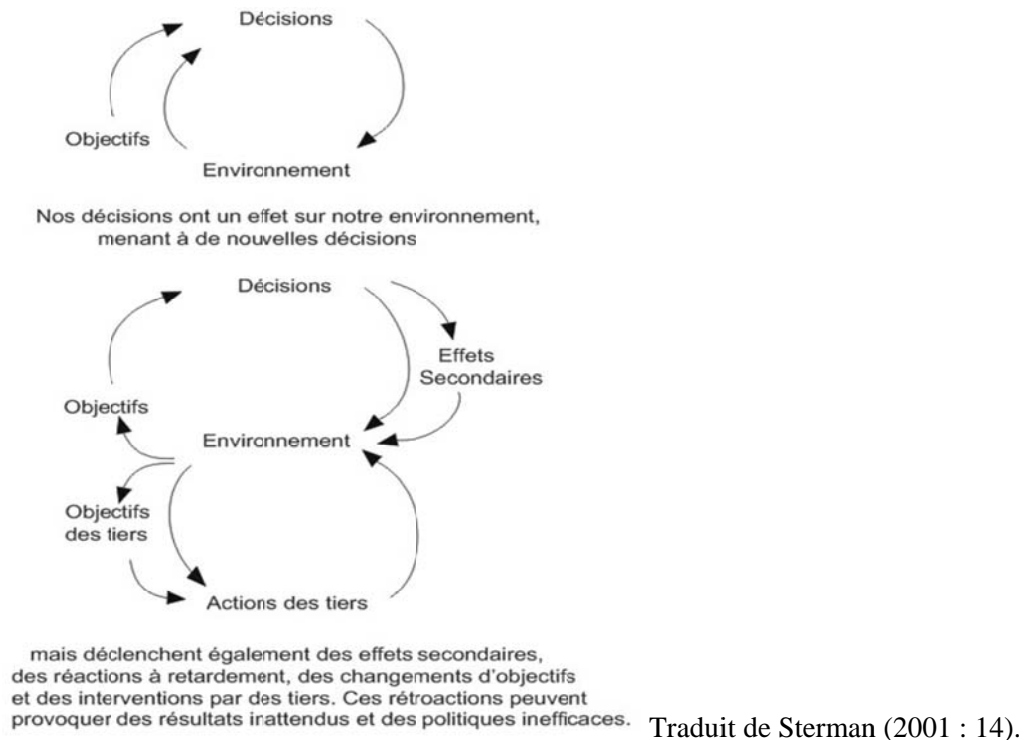 Décisions
Objectifs
Environnement
Nos décisions ont un effet sur notre environnement,
menant à de nouvelles décisions
Décisions
Effets
Secondaires
Objectifs
Environnement
Objectifs
des tiers
Actions des tiers
mais déclenchent également des effets secondaires,
des réactions à retardement, des changements d'objectifs
et des interventions par des tiers. Ces rétroactions peuvent
provoquer des résultats inattendus et des politiques inefficaces. Traduit de Sterman (2001 : 14).